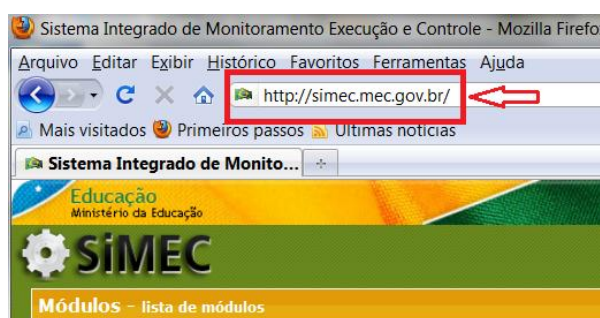 Sistema Integrado de Monitoramento Execução e Controle - Mozilla Firefo
Arquivo Editar Exibir Histórico Favoritos Ferramentas Ajuda
http://simec.mec.gov.br/
Mais visitados Primeiros passos Últimas notícias
Sistema Integrado de Monito...
Educação
Ministério da Educação
SiMEC
Módulos - lista de módulos